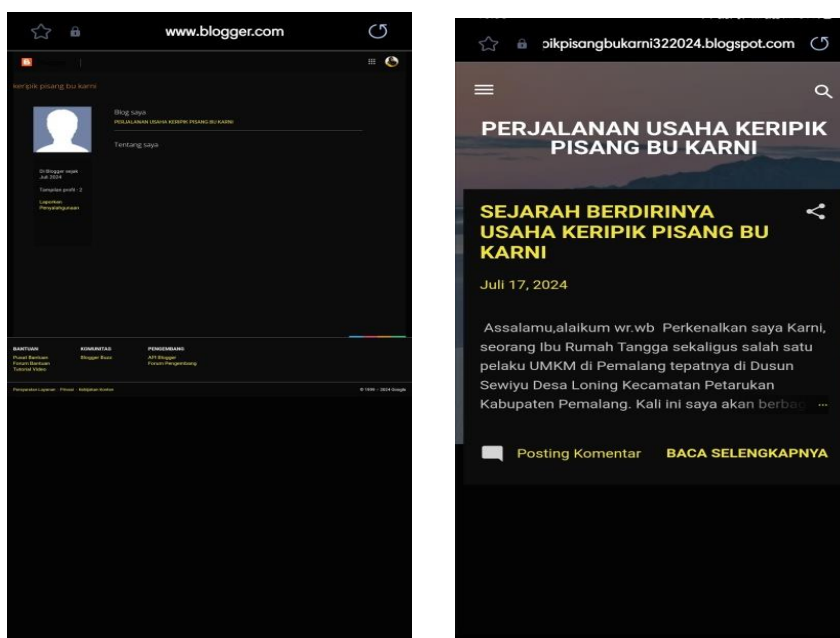 www.blogger.com
keripik pisang bu karni
Blog saya
PERJALANAN USAHA KERIPIK PISANG BU KARNI
Tentang saya
Di Blogger sejak
Juli 2024
Tampilan profil - 2
Laporkan
Penyalahgunaan
BANTUAN
Pusat Bantuan
Forum Bantuan
Tutorial Video
KOMUNITAS
Blogger Buzz
PENGEMBANG
API Blogger
Forum Pengembang
Persyaratan Layanan Privasi Kebijakan Konten
© 1999 – 2024 Google
pikpisangbukarni322024.blogspot.com
PERJALANAN USAHA KERIPIK
PISANG BU KARNI
SEJARAH BERDIRINYA
USAHA KERIPIK PISANG BU
KARNI
Juli 17, 2024
Assalamu,alaikum wr.wb Perkenalkan saya Karni,
seorang Ibu Rumah Tangga sekaligus salah satu
pelaku UMKM di Pemalang tepatnya di Dusun
Sewiyu Desa Loning Kecamatan Petarukan
Kabupaten Pemalang. Kali ini saya akan berbag ...
Posting Komentar BACA SELENGKAPNYA